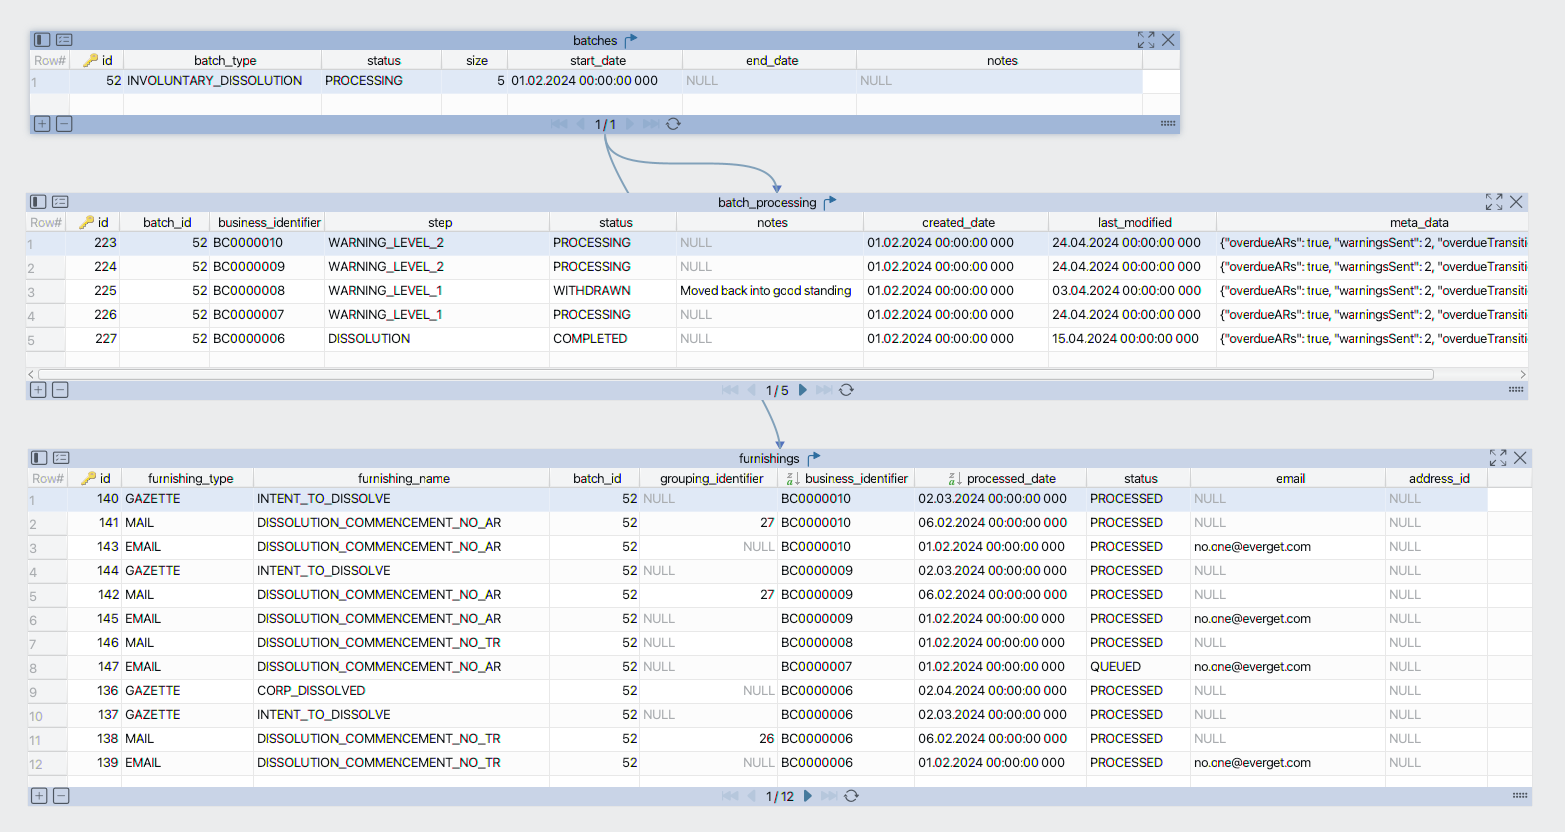 batches
Row# id batch_type status size start_date end_date notes
1 52 INVOLUNTARY_DISSOLUTION PROCESSING 5 01.02.2024 00:00:00 000 NULL NULL
1 / 1
batch_processing
Row# id batch_id business_identifier step status notes created_date last_modified meta_data
1 223 52 BC0000010 WARNING_LEVEL_2 PROCESSING NULL 01.02.2024 00:00:00 000 24.04.2024 00:00:00 000 {"overdueARs": true, "warningsSent": 2, "overdueTransiti
2 224 52 BC0000009 WARNING_LEVEL_2 PROCESSING NULL 01.02.2024 00:00:00 000 24.04.2024 00:00:00 000 {"overdueARs": true, "warningsSent": 2, "overdueTransiti
3 225 52 BC0000008 WARNING_LEVEL_1 WITHDRAWN Moved back into good standing 01.02.2024 00:00:00 000 03.04.2024 00:00:00 000 {"overdueARs": true, "warningsSent": 2, "overdueTransiti
4 226 52 BC0000007 WARNING_LEVEL_1 PROCESSING NULL 01.02.2024 00:00:00 000 24.04.2024 00:00:00 000 {"overdueARs": true, "warningsSent": 2, "overdueTransiti
5 227 52 BC0000006 DISSOLUTION COMPLETED NULL 01.02.2024 00:00:00 000 15.04.2024 00:00:00 000 {"overdueARs": true, "warningsSent": 2, "overdueTransiti
1 / 5
furnishings
Row# id furnishing_type furnishing_name batch_id grouping_identifier business_identifier processed_date status email address_id
1 140 GAZETTE INTENT_TO_DISSOLVE 52 NULL BC0000010 02.03.2024 00:00:00 000 PROCESSED NULL NULL
2 141 MAIL DISSOLUTION_COMMENCEMENT_NO_AR 52 27 BC0000010 06.02.2024 00:00:00 000 PROCESSED NULL NULL
3 143 EMAIL DISSOLUTION_COMMENCEMENT_NO_AR 52 NULL BC0000010 01.02.2024 00:00:00 000 PROCESSED no.one@everget.com NULL
4 144 GAZETTE INTENT_TO_DISSOLVE 52 NULL BC0000009 02.03.2024 00:00:00 000 PROCESSED NULL NULL
5 142 MAIL DISSOLUTION_COMMENCEMENT_NO_AR 52 27 BC0000009 06.02.2024 00:00:00 000 PROCESSED NULL NULL
6 145 EMAIL DISSOLUTION_COMMENCEMENT_NO_AR 52 NULL BC0000009 01.02.2024 00:00:00 000 PROCESSED no.one@everget.com NULL
7 146 MAIL DISSOLUTION_COMMENCEMENT_NO_TR 52 NULL BC0000008 01.02.2024 00:00:00 000 PROCESSED NULL NULL
8 147 EMAIL DISSOLUTION_COMMENCEMENT_NO_AR 52 NULL BC0000007 01.02.2024 00:00:00 000 QUEUED no.one@everget.com NULL
9 136 GAZETTE CORP_DISSOLVED 52 NULL BC0000006 02.04.2024 00:00:00 000 PROCESSED NULL NULL
10 137 GAZETTE INTENT_TO_DISSOLVE 52 NULL BC0000006 02.03.2024 00:00:00 000 PROCESSED NULL NULL
11 138 MAIL DISSOLUTION_COMMENCEMENT_NO_TR 52 26 BC0000006 06.02.2024 00:00:00 000 PROCESSED NULL NULL
12 139 EMAIL DISSOLUTION_COMMENCEMENT_NO_TR 52 NULL BC0000006 01.02.2024 00:00:00 000 PROCESSED no.one@everget.com NULL
1 / 12